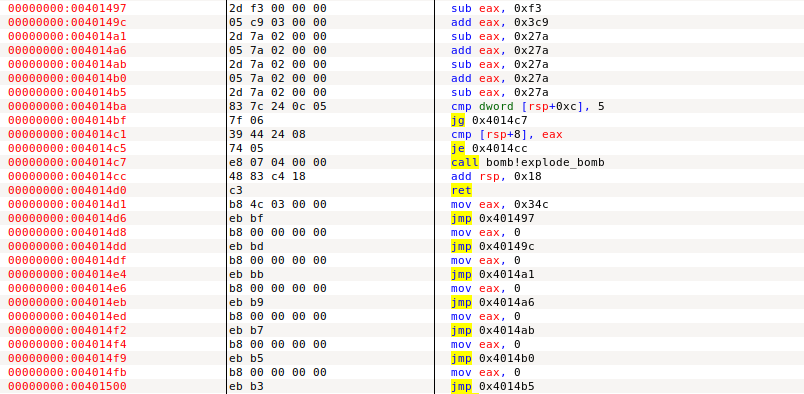 00000000:00401497 2d f3 00 00 00 sub eax, 0xf3
00000000:0040149c 05 c9 03 00 00 add eax, 0x3c9
00000000:004014a1 2d 7a 02 00 00 sub eax, 0x27a
00000000:004014a6 05 7a 02 00 00 add eax, 0x27a
00000000:004014ab 2d 7a 02 00 00 sub eax, 0x27a
00000000:004014b0 05 7a 02 00 00 add eax, 0x27a
00000000:004014b5 2d 7a 02 00 00 sub eax, 0x27a
00000000:004014ba 83 7c 24 0c 05 cmp dword [rsp+0xc], 5
00000000:004014bf 7f 06 jg 0x4014c7
00000000:004014c1 39 44 24 08 cmp [rsp+8], eax
00000000:004014c5 74 05 je 0x4014cc
00000000:004014c7 e8 07 04 00 00 call bomb!explode_bomb
00000000:004014cc 48 83 c4 18 add rsp, 0x18
00000000:004014d0 c3 ret
00000000:004014d1 b8 4c 03 00 00 mov eax, 0x34c
00000000:004014d6 eb bf jmp 0x401497
00000000:004014d8 b8 00 00 00 00 mov eax, 0
00000000:004014dd eb bd jmp 0x40149c
00000000:004014df b8 00 00 00 00 mov eax, 0
00000000:004014e4 eb bb jmp 0x4014a1
00000000:004014e6 b8 00 00 00 00 mov eax, 0
00000000:004014eb eb b9 jmp 0x4014a6
00000000:004014ed b8 00 00 00 00 mov eax, 0
00000000:004014f2 eb b7 jmp 0x4014ab
00000000:004014f4 b8 00 00 00 00 mov eax, 0
00000000:004014f9 eb b5 jmp 0x4014b0
00000000:004014fb b8 00 00 00 00 mov eax, 0
00000000:00401500 eb b3 jmp 0x4014b5